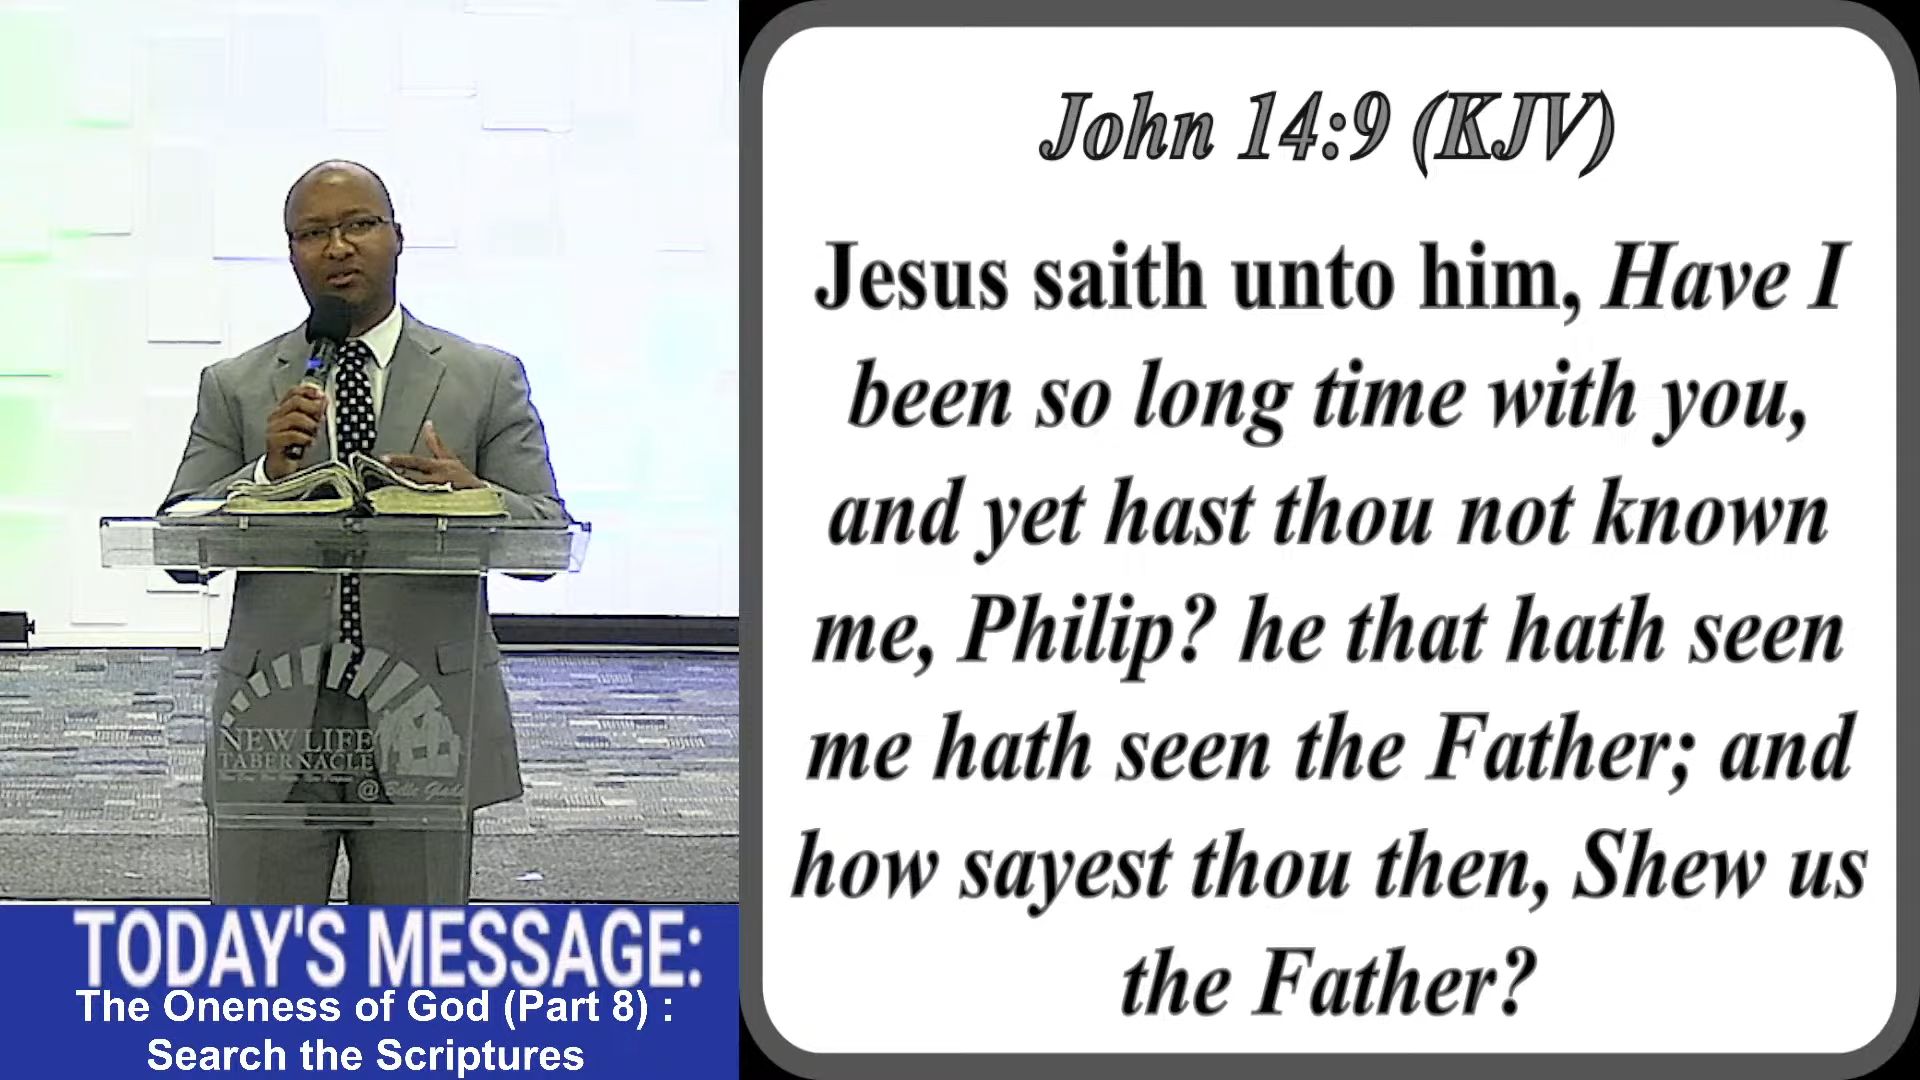 John 14:9 (KJV)
Jesus saith unto him, Have I
been so long time with you,
and yet hast thou not known
me, Philip? he that hath seen
me hath seen the Father; and
how sayest thou then, Shew us
the Father?
NEW LIFE
TABERNACLE
@ Belle Glade
TODAY'S MESSAGE:
The Oneness of God (Part 8) :
Search the Scriptures